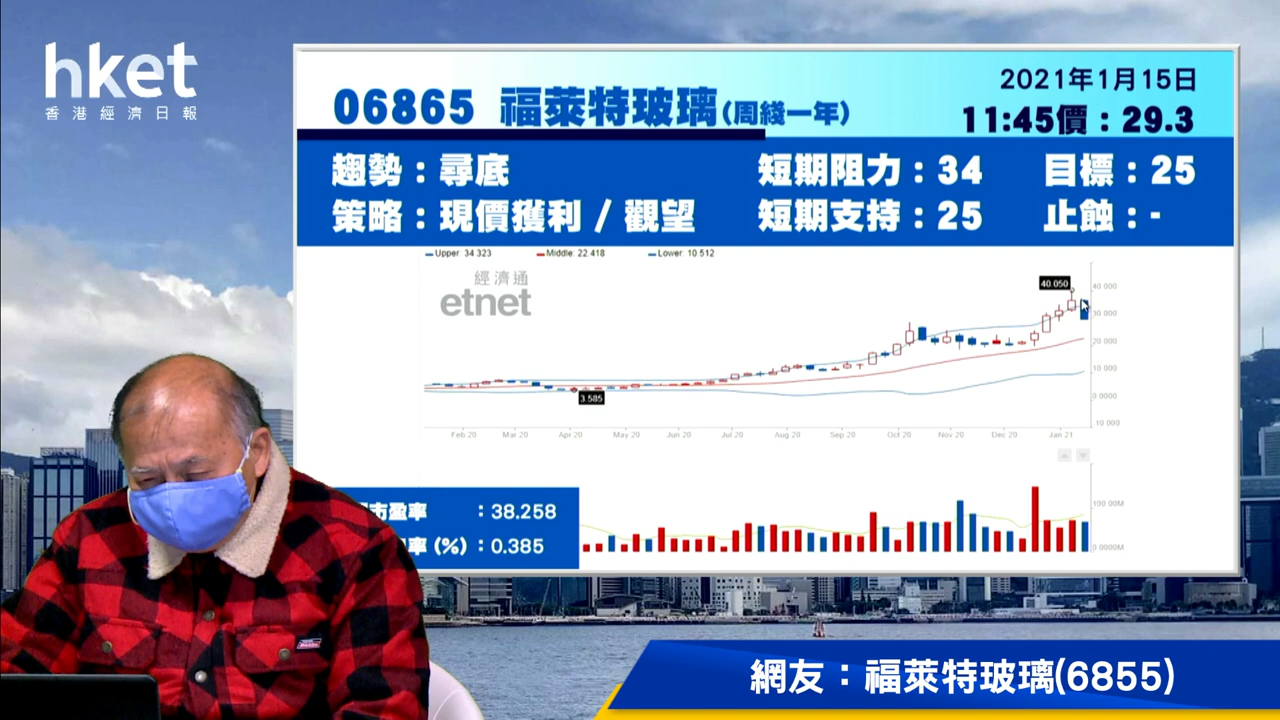 hket
香港經濟日報
2021年1月15日
06865 福萊特玻璃(周綫一年)
11:45價：29.3
趨勢：尋底 短期阻力：34 目標：25
策略：現價獲利 / 觀望 短期支持：25 止蝕：-
Upper: 34.323 Middle: 22.418 Lower: 10.512
經濟通
etnet
40.050
40.000
30.000
20.000
10.000
0.0000
10.000
3.585
Feb 20 Mar 20 Apr 20 May 20 Jun 20 Jul 20 Aug 20 Sep 20 Oct 20 Nov 20 Dec 20 Jan 21
100.00M
0.0000M
市盈率 ：38.258
率 (%)：0.385
網友：福萊特玻璃(6855)